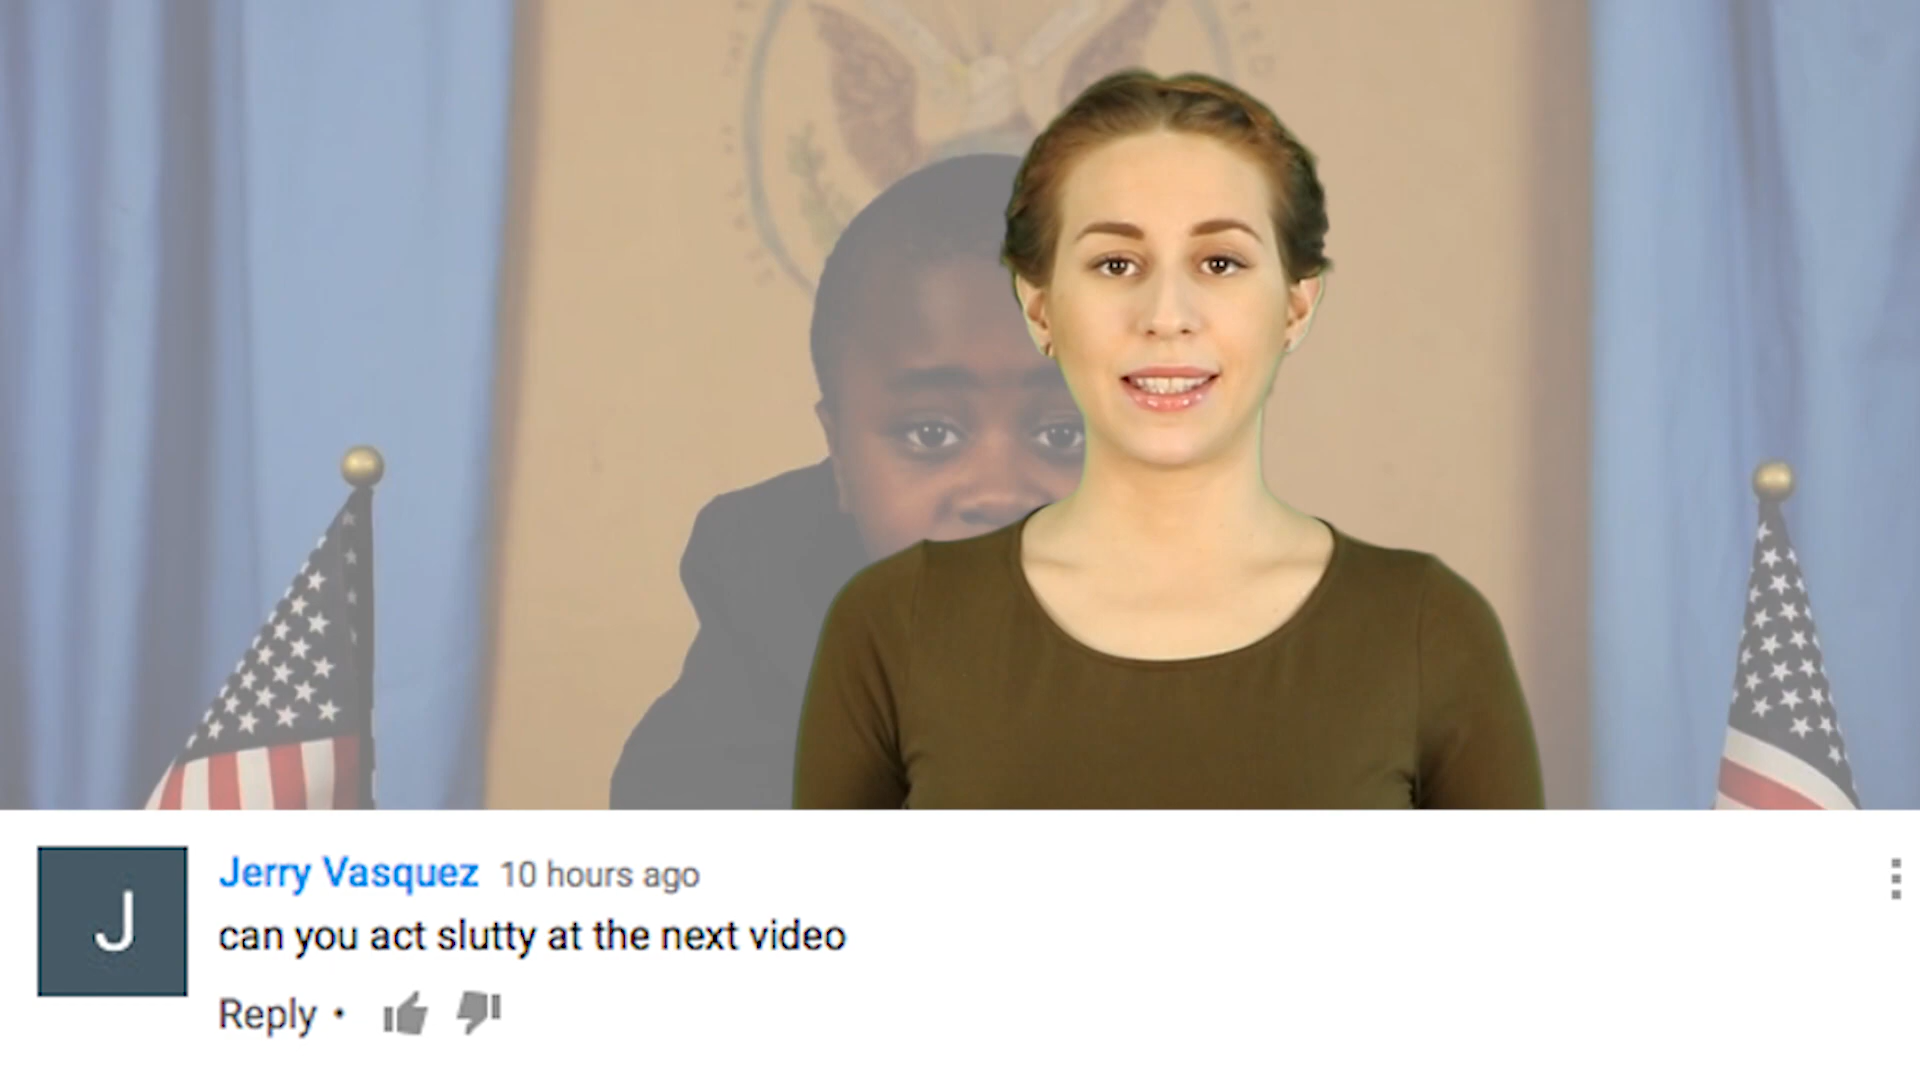 Jerry Vasquez 10 hours ago
J
can you act slutty at the next video
Reply •